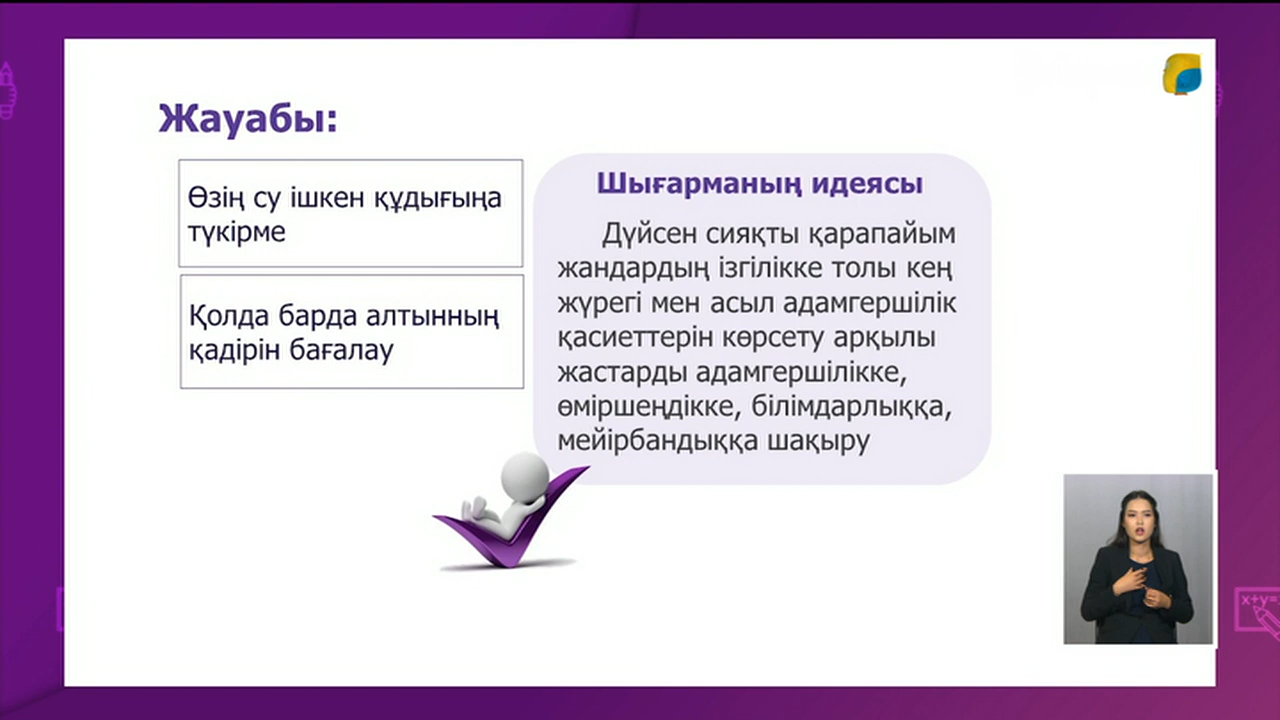 Жауабы:
Өзің су ішкен құдығыңа
түкірме
Қолда барда алтынның
қадірін бағалау
Шығарманың идеясы
Дүйсен сияқты қарапайым
жандардың ізгілікке толы кең
жүрегі мен асыл адамгершілік
қасиеттерін көрсету арқылы
жастарды адамгершілікке,
өміршеңдікке, білімдарлыққа,
мейірбандыққа шақыру
x+y=